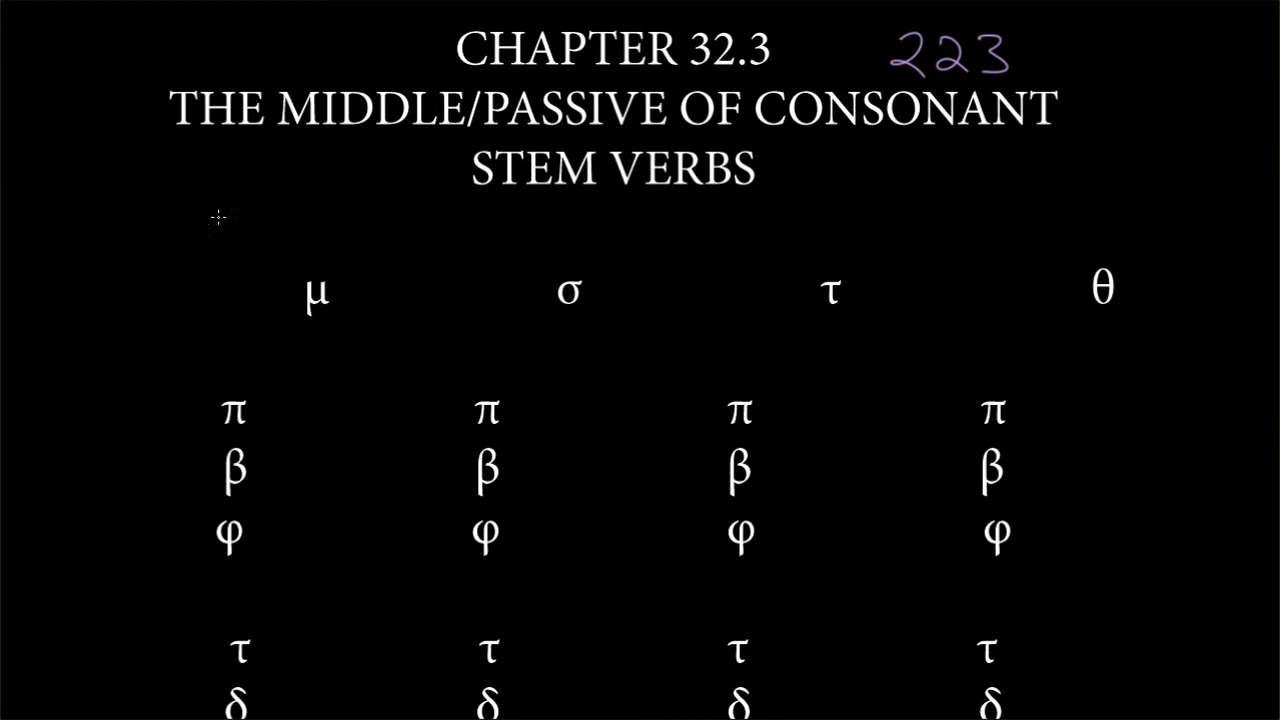 CHAPTER 32.3 223
THE MIDDLE/PASSIVE OF CONSONANT
STEM VERBS
μ σ τ θ
π π π π
β β β β
φ φ φ φ
τ τ τ τ
δ δ δ δ